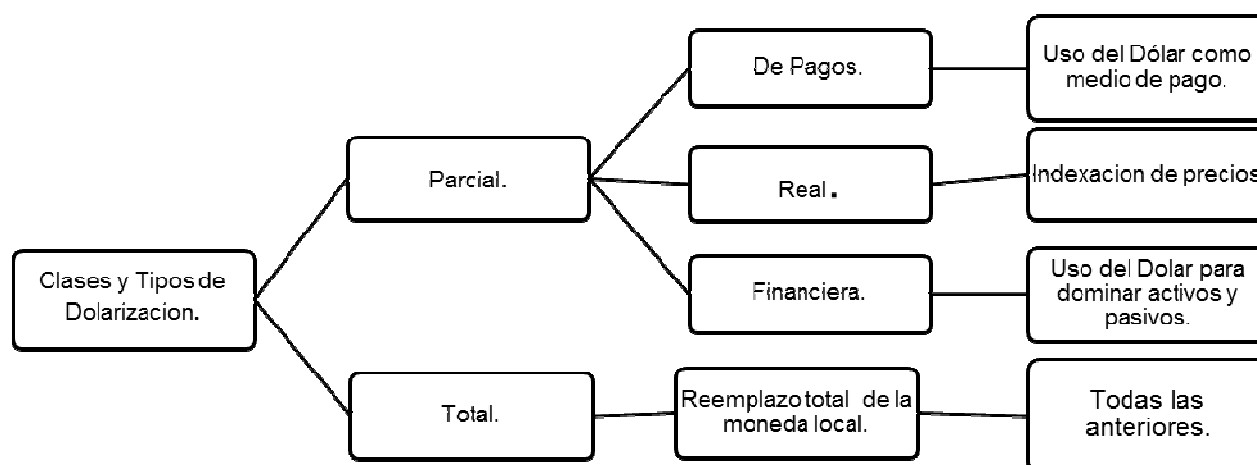 Clases y Tipos de
Dolarizacion.
Parcial.
De Pagos.
Uso del Dólar como
medio de pago.
Real.
Indexacion de precios
Financiera.
Uso del Dolar para
dominar activos y
pasivos.
Total.
Reemplazo total de la
moneda local.
Todas las
anteriores.